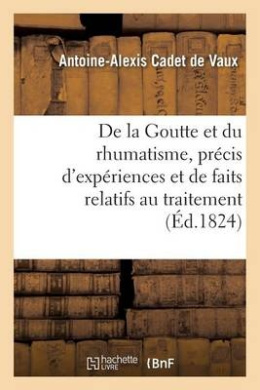 Antoine-Alexis Cadet de Vaux
De la Goutte et du rhumatisme, précis
d'expériences et de faits relatifs au traitement
(Éd.1824)
hachette
LIVRE
{BnF